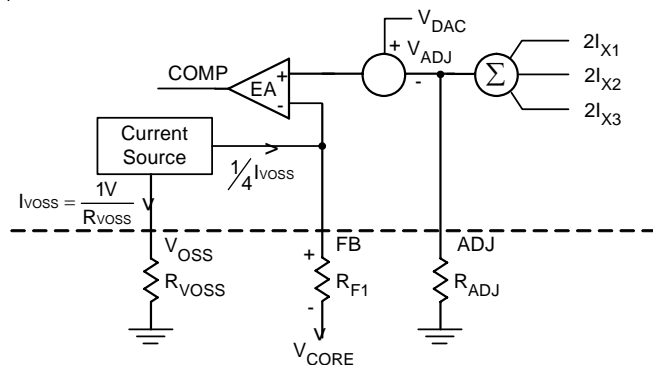 V_DAC
+ V_ADJ
-
Σ
2I_X1
2I_X2
2I_X3
COMP
EA
+
-
Current
Source
1/4 I_VOSS
I_VOSS = 1V / R_VOSS
V_OSS
FB
ADJ
R_VOSS
+
R_F1
-
R_ADJ
V_CORE